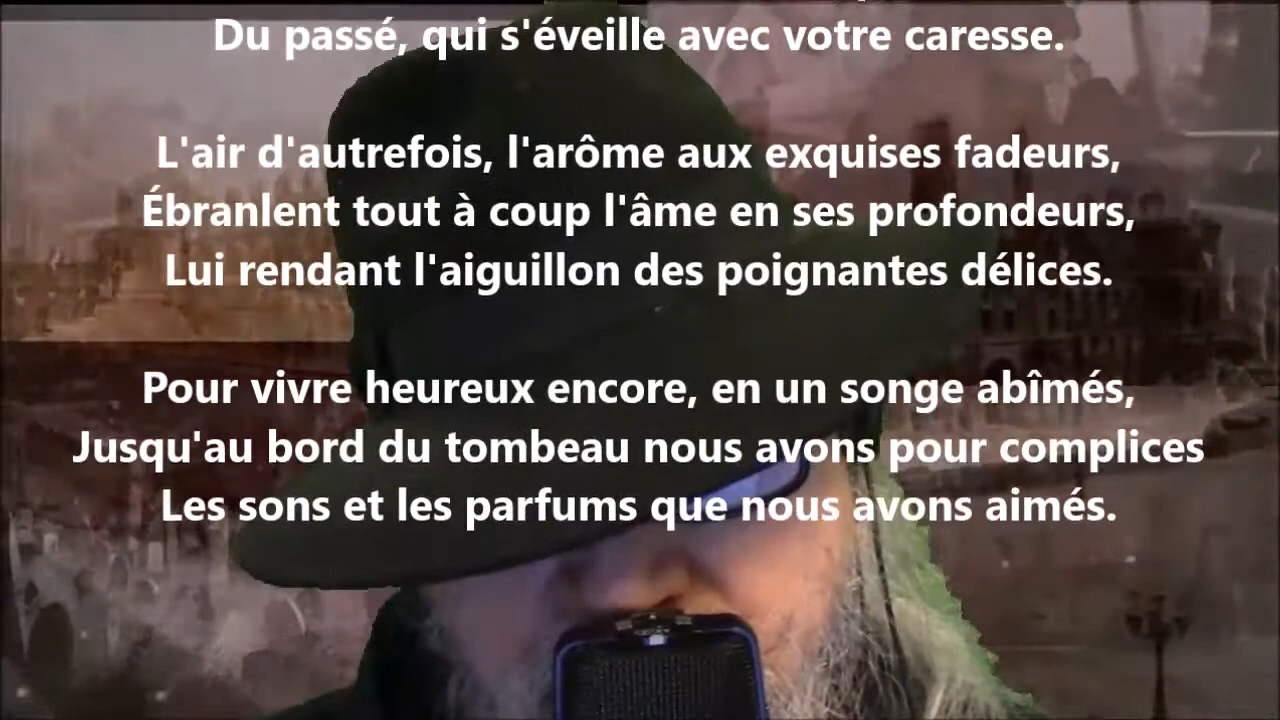 Du passé, qui s'éveille avec votre caresse.
L'air d'autrefois, l'arôme aux exquises fadeurs,
Ébranlent tout à coup l'âme en ses profondeurs,
Lui rendant l'aiguillon des poignantes délices.
Pour vivre heureux encore, en un songe abîmés,
Jusqu'au bord du tombeau nous avons pour complices
Les sons et les parfums que nous avons aimés.